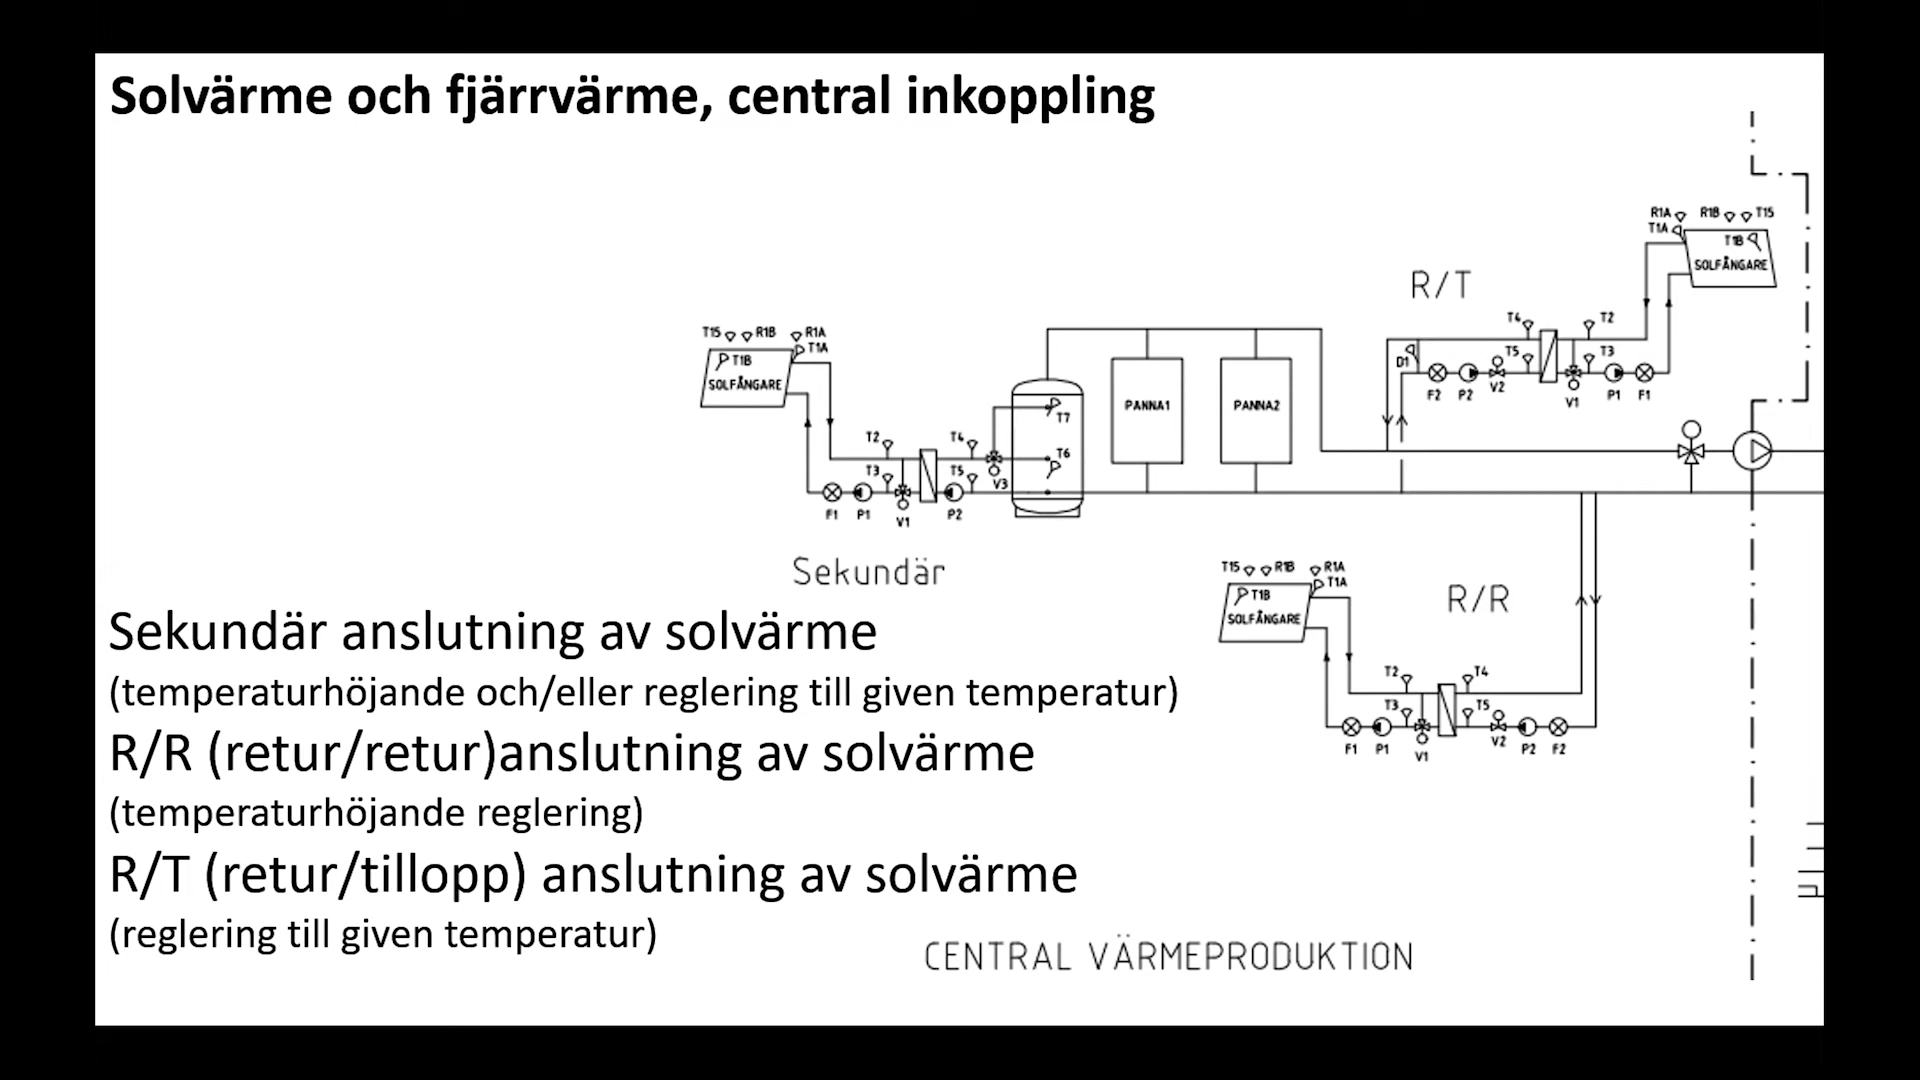 Solvärme och fjärrvärme, central inkoppling
R1A R1B T15
T1A
T1B
SOLFÅNGARE
R/T
T4 T2
D1 T5 T3
F2 P2 V2 V1 P1 F1
T15 R1B R1A
T1A
T1B
SOLFÅNGARE
T7
T6
PANNA1
PANNA2
T2 T4
T3 T5
V3
F1 P1 V1 P2
Sekundär
T15 R1B R1A
T1A
T1B
SOLFÅNGARE
R/R
T2 T4
T3 T5
F1 P1 V1 V2 P2 F2
Sekundär anslutning av solvärme
(temperaturhöjande och/eller reglering till given temperatur)
R/R (retur/retur)anslutning av solvärme
(temperaturhöjande reglering)
R/T (retur/tillopp) anslutning av solvärme
(reglering till given temperatur)
CENTRAL VÄRMEPRODUKTION